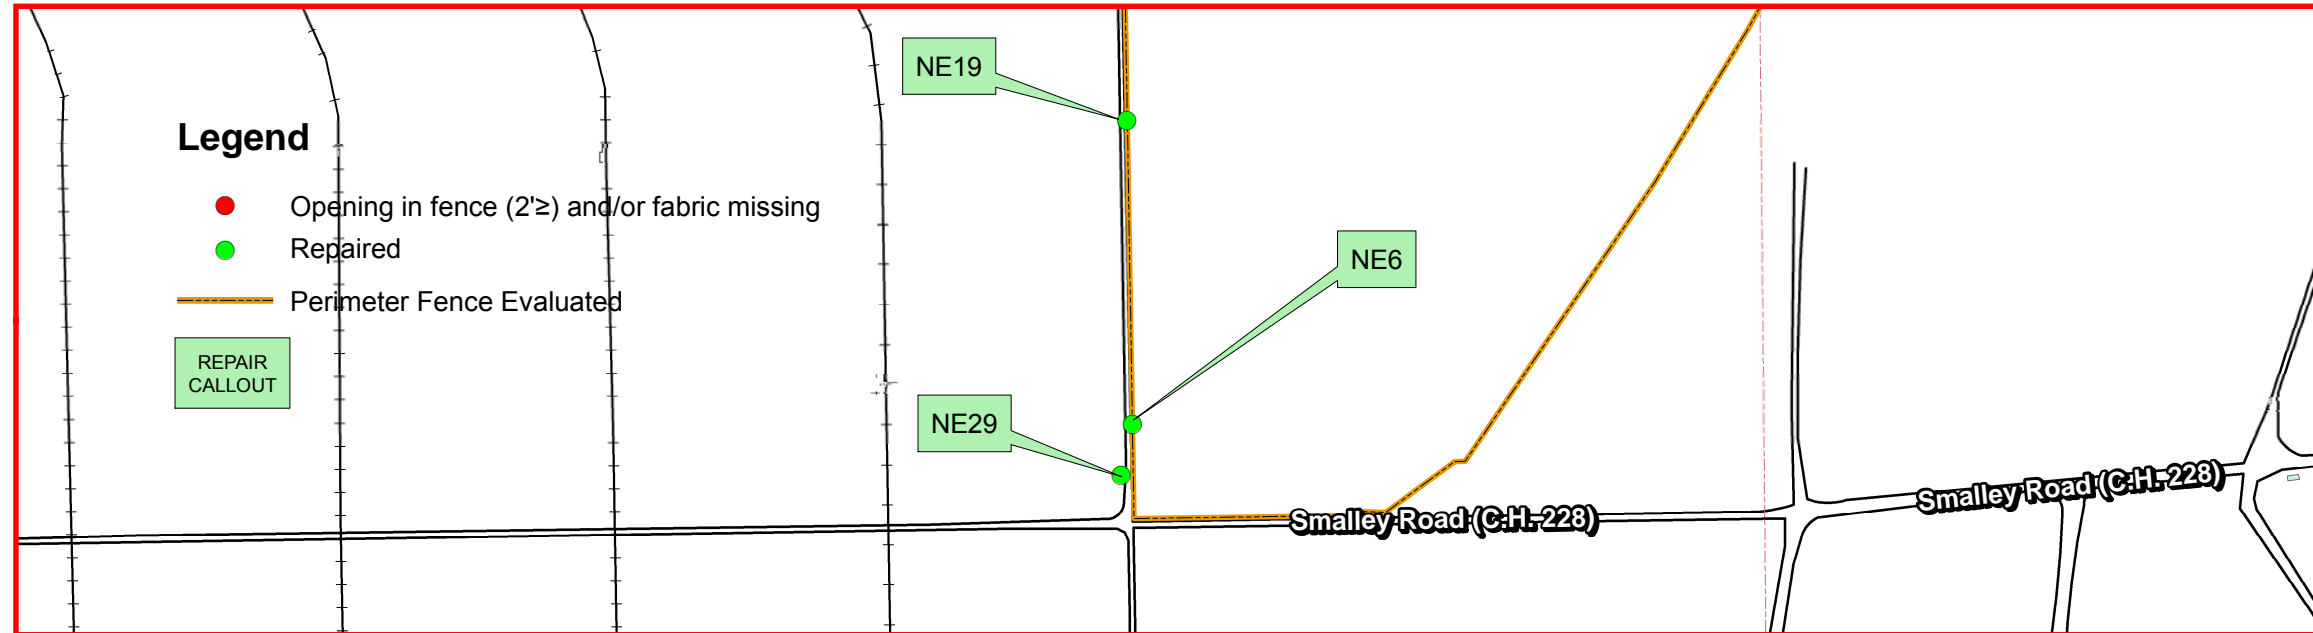 NE19
Legend
Opening in fence (2'≥) and/or fabric missing
Repaired
NE6
Perimeter Fence Evaluated
REPAIR
CALLOUT
NE29
Smalley Road (C.H. 228)
Smalley Road (C.H. 228)